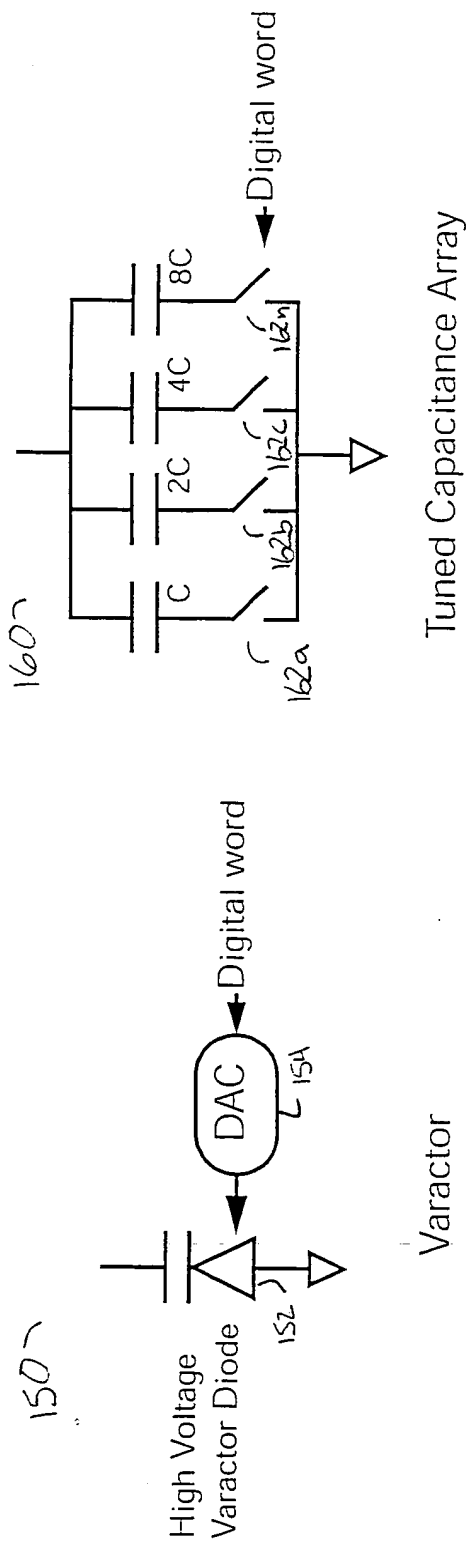 150
High Voltage
Varactor Diode
152
DAC
154
Digital word
Varactor
160
C
2C
4C
8C
162a
162b
162c
162n
Digital word
Tuned Capacitance Array